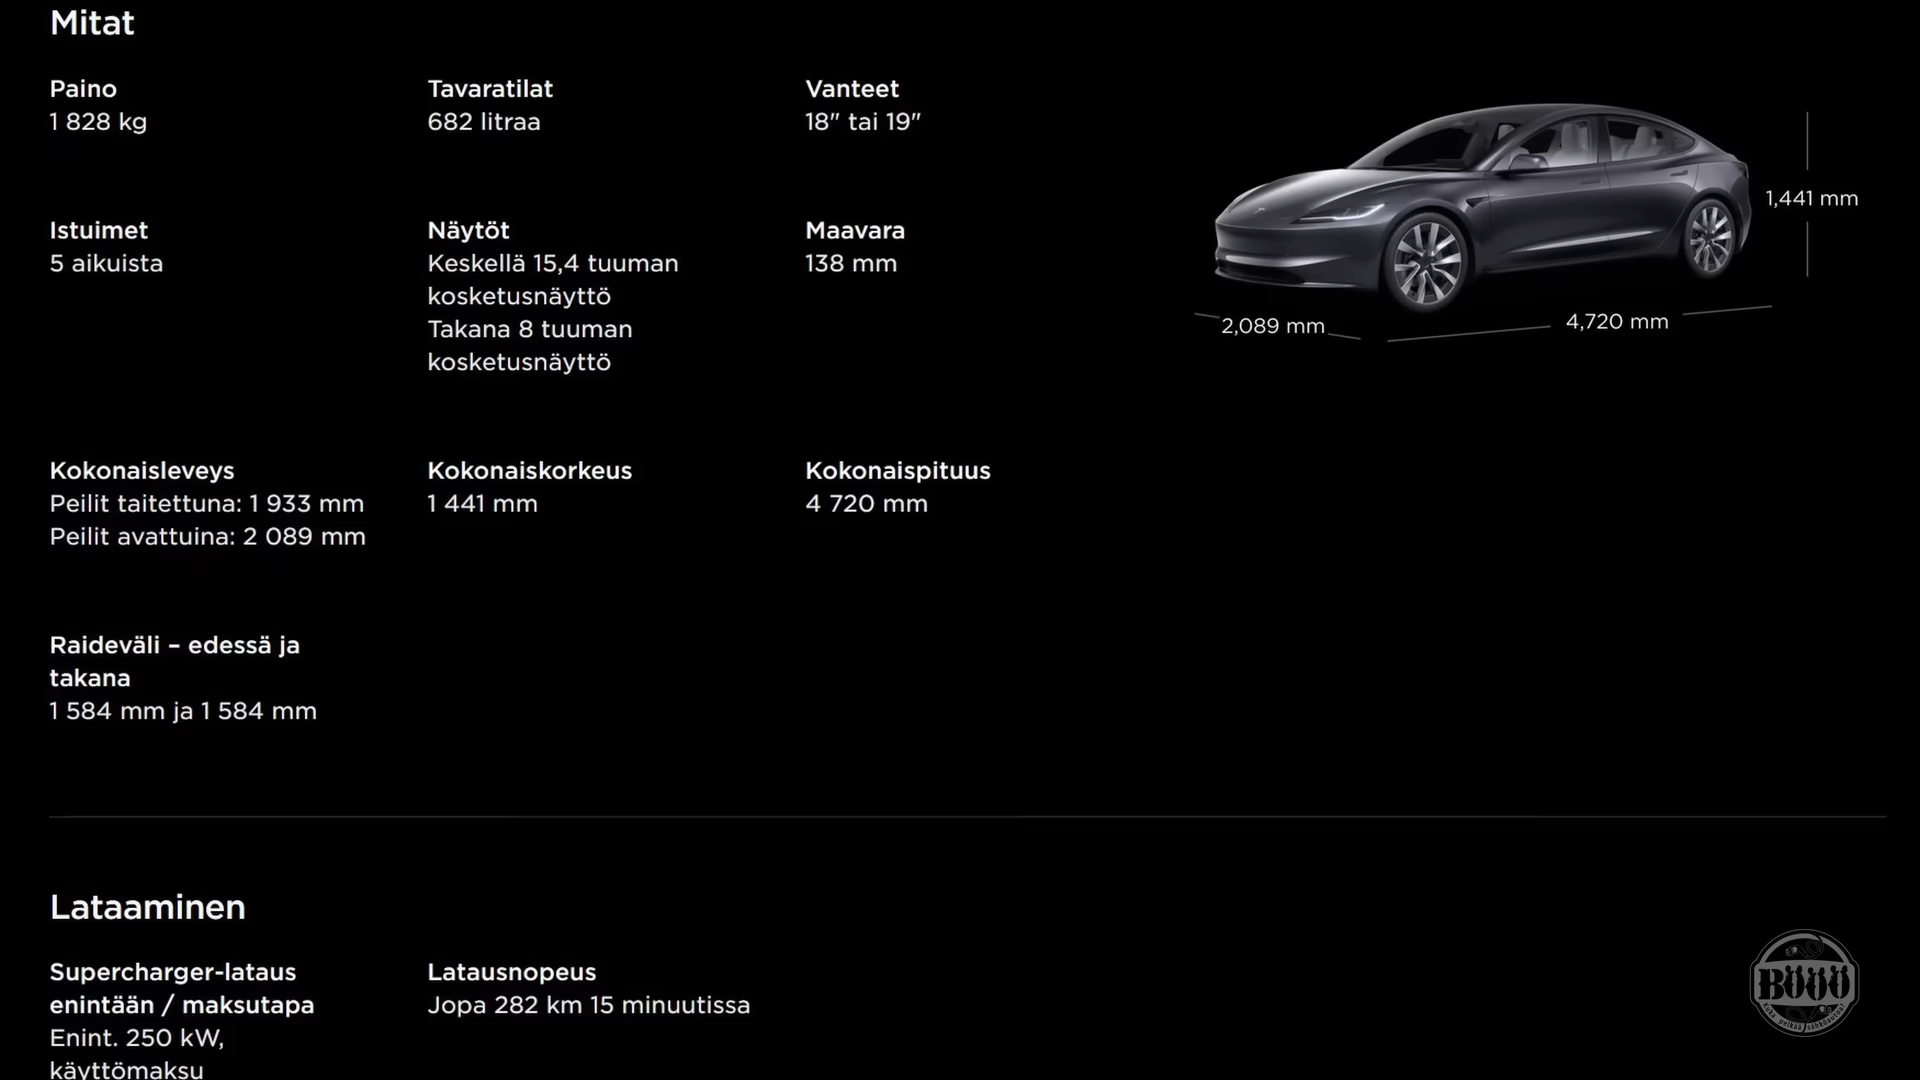 Mitat
Paino
1 828 kg
Tavaratilat
682 litraa
Vanteet
18" tai 19"
Istuimet
5 aikuista
Näytöt
Keskellä 15,4 tuuman
kosketusnäyttö
Takana 8 tuuman
kosketusnäyttö
Maavara
138 mm
1,441 mm
2,089 mm
4,720 mm
Kokonaisleveys
Peilit taitettuna: 1 933 mm
Peilit avattuina: 2 089 mm
Kokonaiskorkeus
1 441 mm
Kokonaispituus
4 720 mm
Raideväli – edessä ja
takana
1 584 mm ja 1 584 mm
Lataaminen
Supercharger-lataus
enintään / maksutapa
Enint. 250 kW,
käyttömaksu
Latausnopeus
Jopa 282 km 15 minuutissa
BÖÖÖ
kuka pelkää sähköautoa?